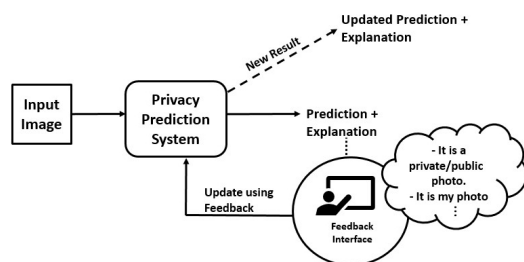 Updated Prediction +
Explanation
New Result
Input
Image
Privacy
Prediction
System
Prediction +
Explanation
- It is a
private/public
photo.
- It is my photo
Update using
Feedback
Feedback
Interface